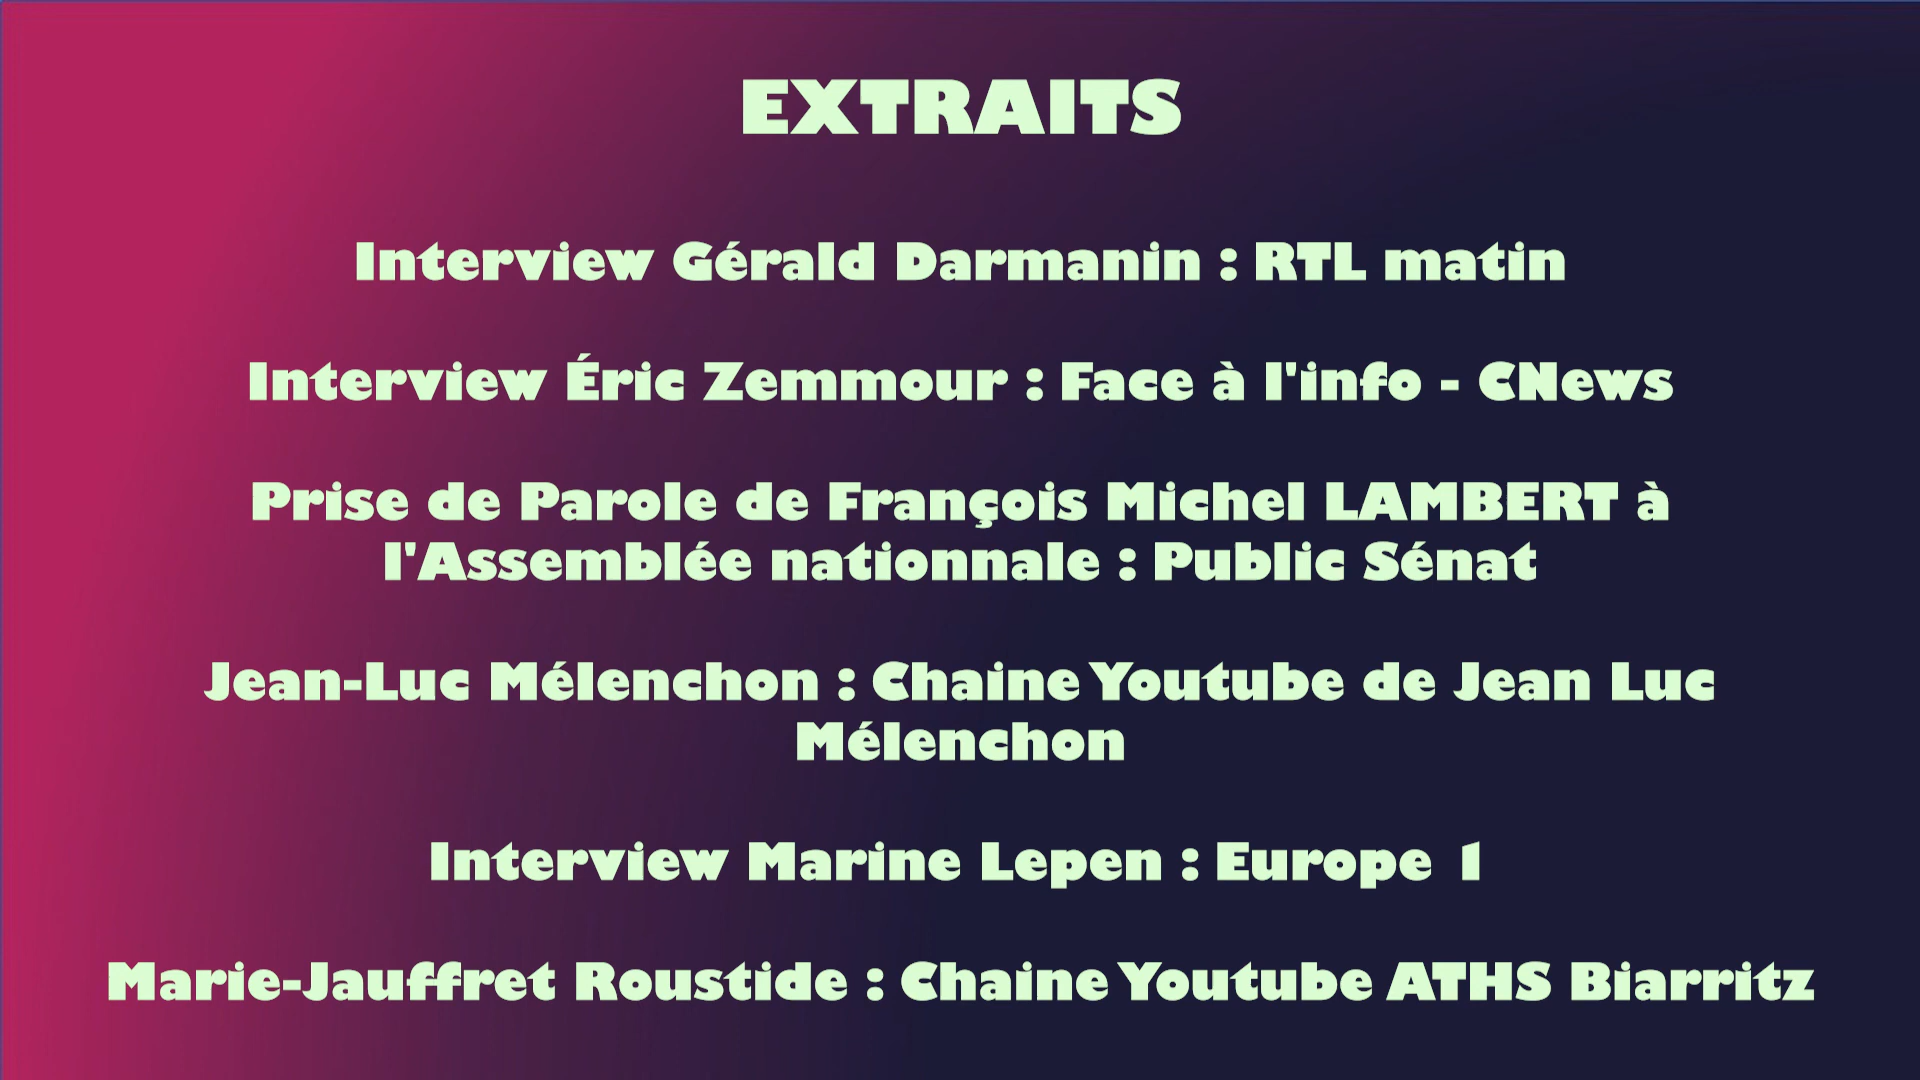 EXTRAITS
Interview Gérald Darmanin : RTL matin
Interview Éric Zemmour : Face à l'info - CNews
Prise de Parole de François Michel LAMBERT à
l'Assemblée nationnale : Public Sénat
Jean-Luc Mélenchon : Chaine Youtube de Jean Luc
Mélenchon
Interview Marine Lepen : Europe 1
Marie-Jauffret Roustide : Chaine Youtube ATHS Biarritz